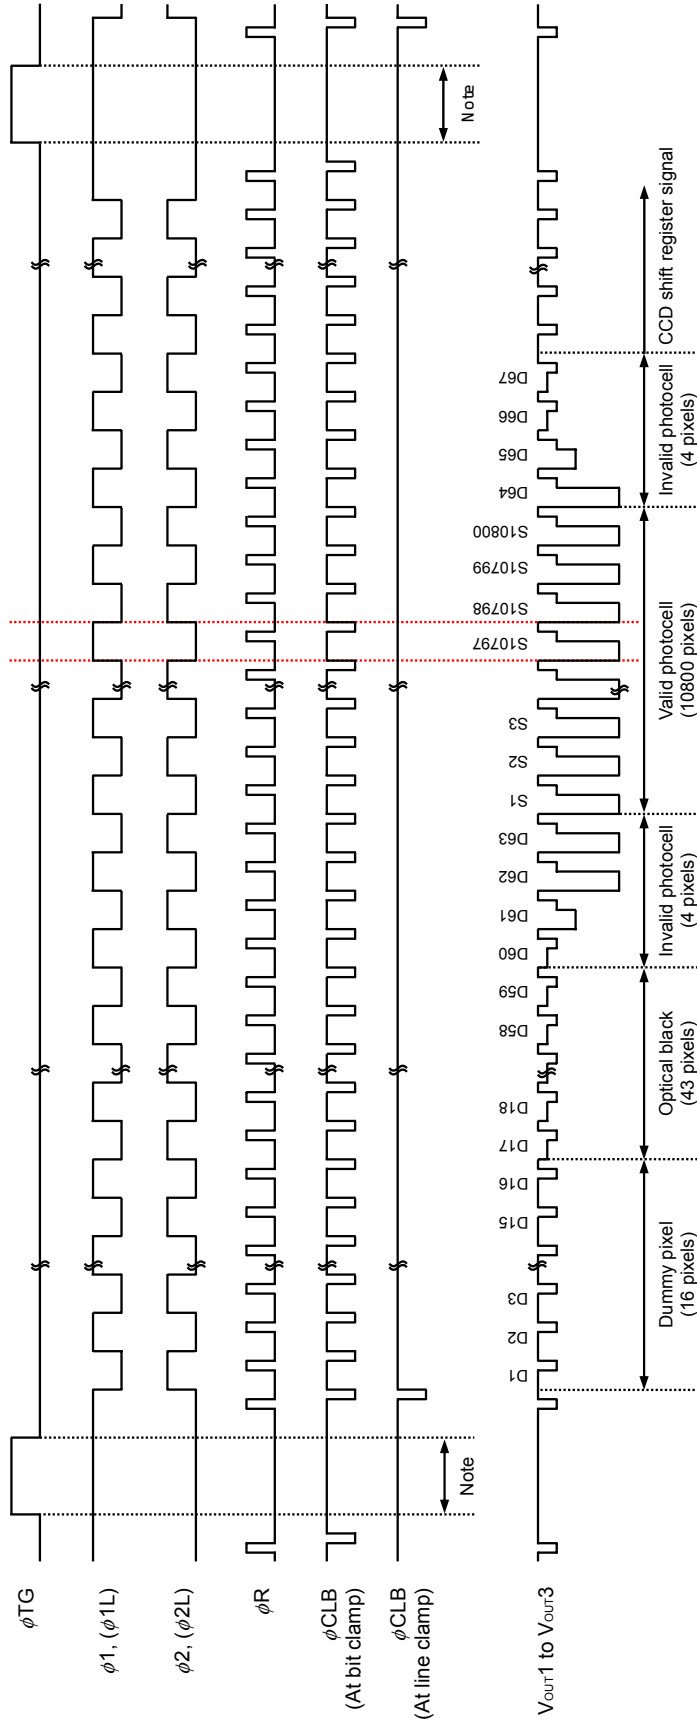 φTG
φ1, (φ1L)
φ2, (φ2L)
φR
φCLB
(At bit clamp)
φCLB
(At line clamp)
VOUT1 to VOUT3
Note
Note
D1
D2
D3
D15
D16
D17
D18
D58
D59
D60
D61
D62
D63
S1
S2
S3
S10797
S10798
S10799
S10800
D64
D65
D66
D67
Dummy pixel
(16 pixels)
Optical black
(43 pixels)
Invalid photocell
(4 pixels)
Valid photocell
(10800 pixels)
Invalid photocell
(4 pixels)
CCD shift register signal